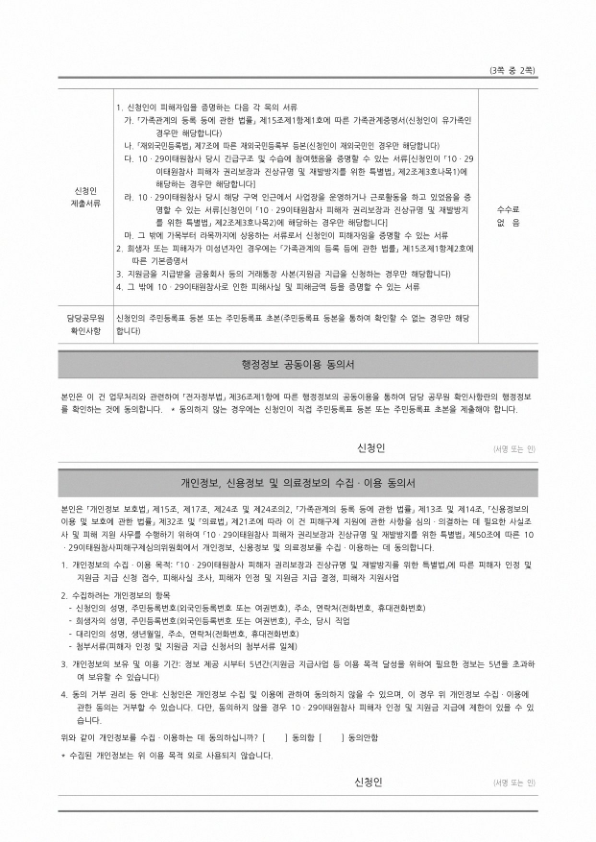 (3쪽 중 2쪽)
신청인
제출서류
1. 신청인이 피해자임을 증명하는 다음 각 목의 서류
가. 「가족관계의 등록 등에 관한 법률」 제15조제1항제1호에 따른 가족관계증명서(신청인이 유가족인
경우만 해당합니다)
나. 「재외국민등록법」 제7조에 따른 재외국민등록부 등본(신청인이 재외국민인 경우만 해당합니다)
다. 10ㆍ29이태원참사 당시 긴급구조 및 수습에 참여했음을 증명할 수 있는 서류[신청인이 「10ㆍ29
이태원참사 피해자 권리보장과 진상규명 및 재발방지를 위한 특별법」 제2조제3호나목1)에
해당하는 경우만 해당합니다]
라. 10ㆍ29이태원참사 당시 해당 구역 인근에서 사업장을 운영하거나 근로활동을 하고 있었음을 증
명할 수 있는 서류[신청인이 「10ㆍ29이태원참사 피해자 권리보장과 진상규명 및 재발방지
를 위한 특별법」 제2조제3호나목2)에 해당하는 경우만 해당합니다]
마. 그 밖에 가목부터 라목까지에 상응하는 서류로서 신청인이 피해자임을 증명할 수 있는 서류
2. 희생자 또는 피해자가 미성년자인 경우에는 「가족관계의 등록 등에 관한 법률」 제15조제1항제2호에
따른 기본증명서
3. 지원금을 지급받을 금융회사 등의 거래통장 사본(지원금 지급을 신청하는 경우만 해당합니다)
4. 그 밖에 10ㆍ29이태원참사로 인한 피해사실 및 피해금액 등을 증명할 수 있는 서류
수수료
없 음
담당공무원
확인사항
신청인의 주민등록표 등본 또는 주민등록표 초본(주민등록표 등본을 통하여 확인할 수 없는 경우만 해당
합니다)
행정정보 공동이용 동의서
본인은 이 건 업무처리와 관련하여 「전자정부법」 제36조제1항에 따른 행정정보의 공동이용을 통하여 담당 공무원 확인사항란의 행정정보
를 확인하는 것에 동의합니다. * 동의하지 않는 경우에는 신청인이 직접 주민등록표 등본 또는 주민등록표 초본을 제출해야 합니다.
신청인 (서명 또는 인)
개인정보, 신용정보 및 의료정보의 수집ㆍ이용 동의서
본인은 「개인정보 보호법」 제15조, 제17조, 제24조 및 제24조의2, 「가족관계의 등록 등에 관한 법률」 제13조 및 제14조, 「신용정보의
이용 및 보호에 관한 법률」 제32조 및 「의료법」 제21조에 따라 이 건 피해구제 지원에 관한 사항을 심의ㆍ의결하는 데 필요한 사실조
사 및 피해 지원 사무를 수행하기 위하여 「10ㆍ29이태원참사 피해자 권리보장과 진상규명 및 재발방지를 위한 특별법」 제50조에 따른 10
ㆍ29이태원참사피해구제심의위원회에서 개인정보, 신용정보 및 의료정보를 수집ㆍ이용하는 데 동의합니다.
1. 개인정보의 수집ㆍ이용 목적: 「10ㆍ29이태원참사 피해자 권리보장과 진상규명 및 재발방지를 위한 특별법」에 따른 피해자 인정 및
지원금 지급 신청 접수, 피해사실 조사, 피해자 인정 및 지원금 지급 결정, 피해자 지원사업
2. 수집하려는 개인정보의 항목
- 신청인의 성명, 주민등록번호(외국인등록번호 또는 여권번호), 주소, 연락처(전화번호, 휴대전화번호)
- 희생자의 성명, 주민등록번호(외국인등록번호 또는 여권번호), 주소, 당시 직업
- 대리인의 성명, 생년월일, 주소, 연락처(전화번호, 휴대전화번호)
- 첨부서류(피해자 인정 및 지원금 지급 신청서의 첨부서류 일체)
3. 개인정보의 보유 및 이용 기간: 정보 제공 시부터 5년간(지원금 지급사업 등 이용 목적 달성을 위하여 필요한 정보는 5년을 초과하
여 보유할 수 있습니다)
4. 동의 거부 권리 등 안내: 신청인은 개인정보 수집 및 이용에 관하여 동의하지 않을 수 있으며, 이 경우 위 개인정보 수집ㆍ이용에
관한 동의는 거부할 수 있습니다. 다만, 동의하지 않을 경우 10ㆍ29이태원참사 피해자 인정 및 지원금 지급에 제한이 있을 수 있
습니다.
위와 같이 개인정보를 수집ㆍ이용하는 데 동의하십니까? [ ] 동의함 [ ] 동의안함
* 수집된 개인정보는 위 이용 목적 외로 사용되지 않습니다.
신청인 (서명 또는 인)